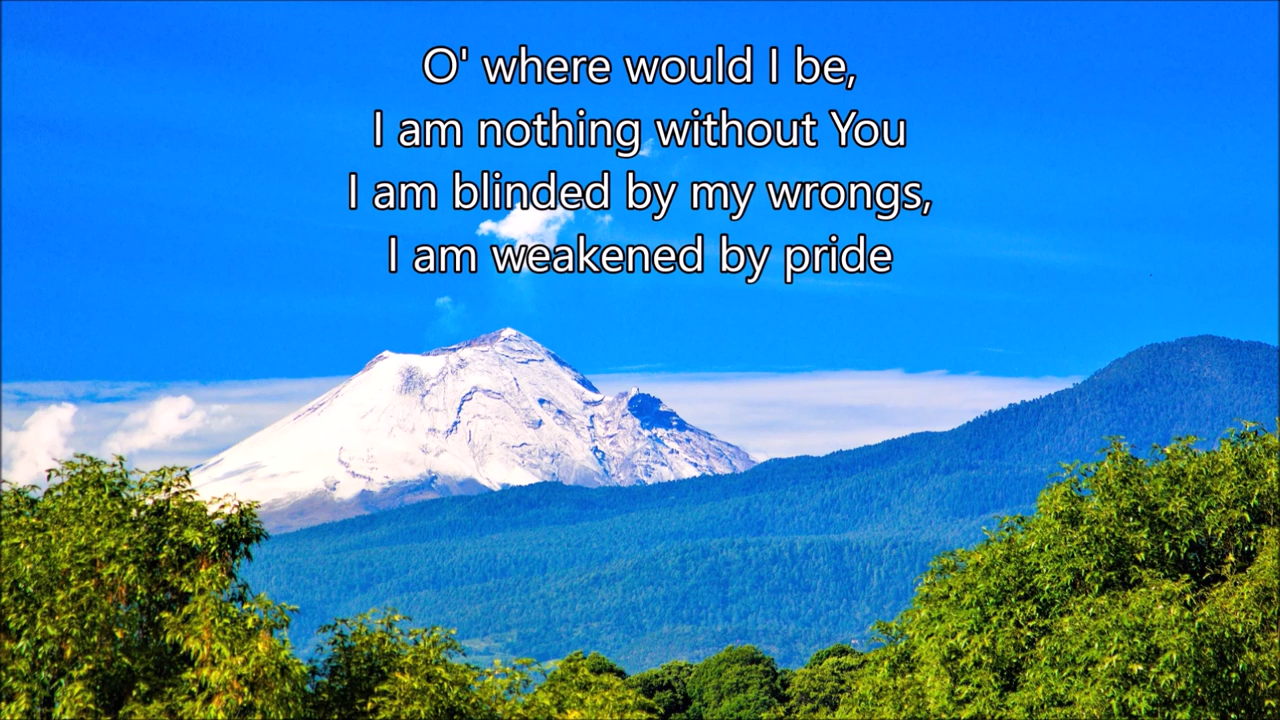 O' where would I be,
I am nothing without You
I am blinded by my wrongs,
I am weakened by pride